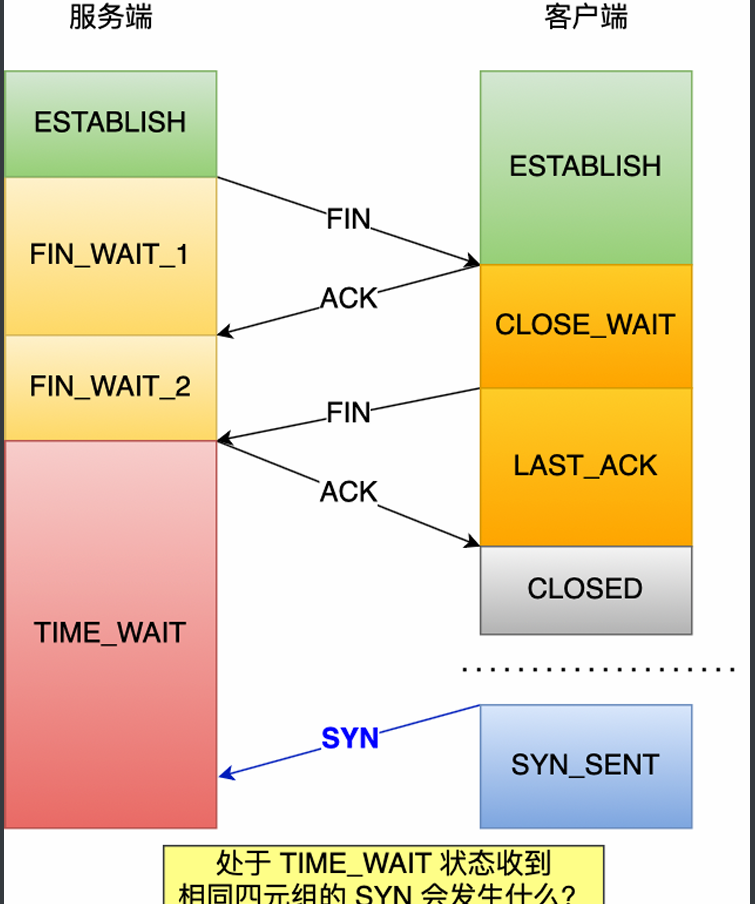 服务端
客户端
ESTABLISH
ESTABLISH
FIN
FIN_WAIT_1
ACK
CLOSE_WAIT
FIN_WAIT_2
FIN
LAST_ACK
ACK
CLOSED
TIME_WAIT
SYN
SYN_SENT
处于 TIME_WAIT 状态收到
相同四元组的 SYN 会发生什么？